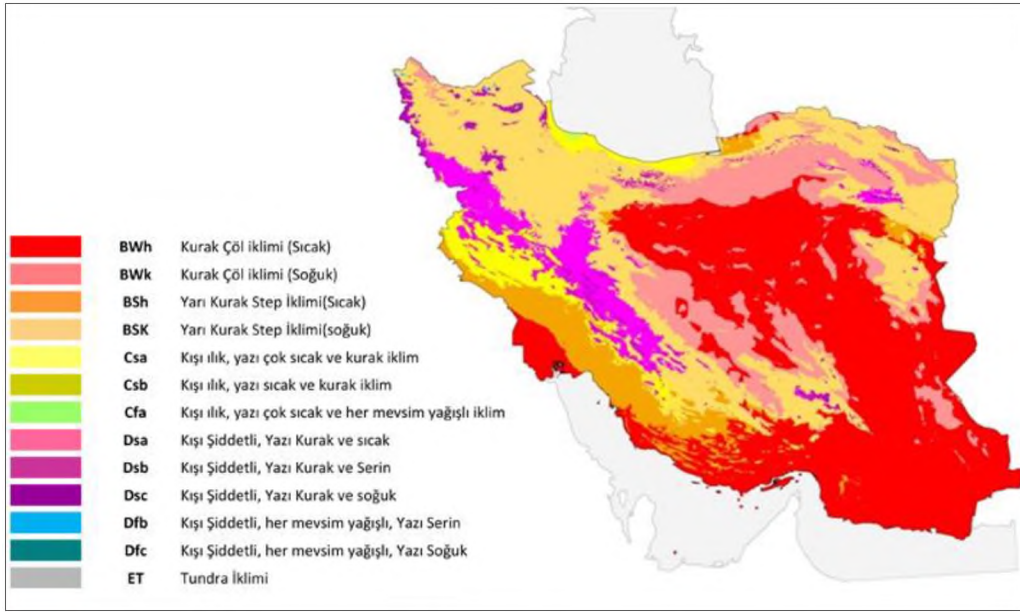 BWh Kurak Çöl iklimi (Sıcak)
BWk Kurak Çöl iklimi (Soğuk)
BSh Yarı Kurak Step İklimi(Sıcak)
BSK Yarı Kurak Step İklimi(soğuk)
Csa Kışı ılık, yazı çok sıcak ve kurak iklim
Csb Kışı ılık, yazı sıcak ve kurak iklim
Cfa Kışı ılık, yazı çok sıcak ve her mevsim yağışlı iklim
Dsa Kışı Şiddetli, Yazı Kurak ve sıcak
Dsb Kışı Şiddetli, Yazı Kurak ve Serin
Dsc Kışı Şiddetli, Yazı Kurak ve soğuk
Dfb Kışı Şiddetli, her mevsim yağışlı, Yazı Serin
Dfc Kışı Şiddetli, her mevsim yağışlı, Yazı Soğuk
ET Tundra İklimi